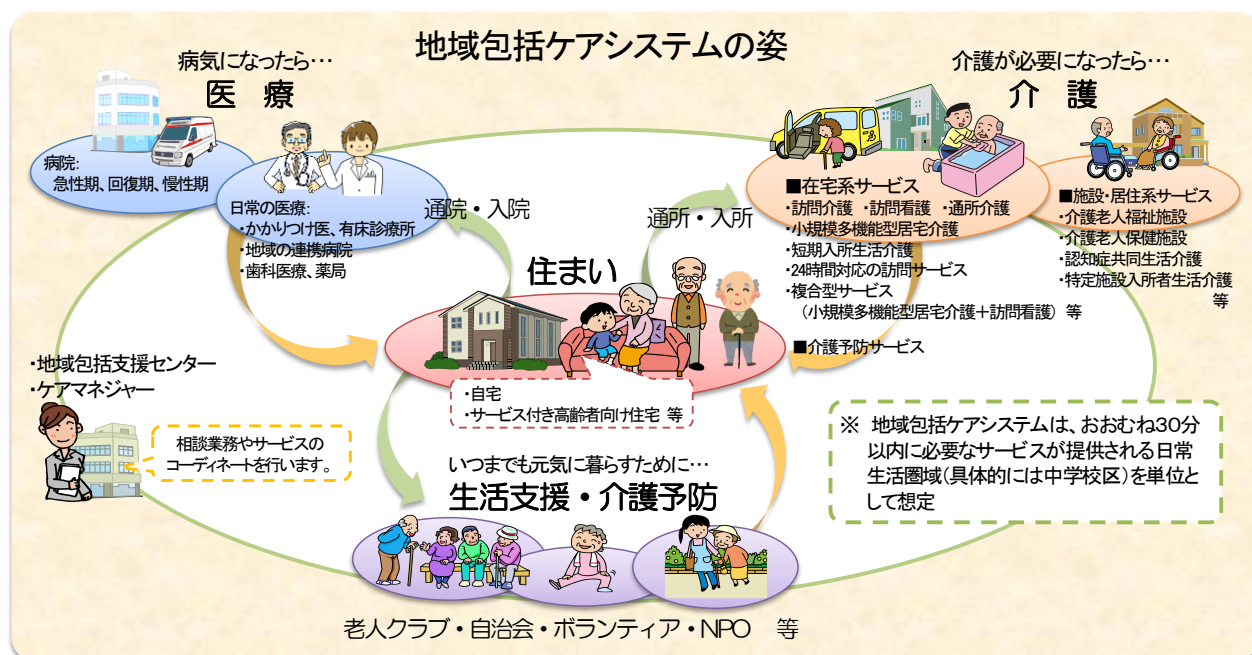 地域包括ケアシステムの姿
病気になったら…
医 療
病院:
急性期、回復期、慢性期
日常の医療:
・かかりつけ医、有床診療所
・地域の連携病院
・歯科医療、薬局
通院・入院
通所・入所
介護が必要になったら…
介 護
■在宅系サービス
・訪問介護 ・訪問看護 ・通所介護
・小規模多機能型居宅介護
・短期入所生活介護
・24時間対応の訪問サービス
・複合型サービス
（小規模多機能型居宅介護＋訪問看護） 等
■介護予防サービス
■施設・居住系サービス
・介護老人福祉施設
・介護老人保健施設
・認知症共同生活介護
・特定施設入所者生活介護
等
住まい
・自宅
・サービス付き高齢者向け住宅 等
・地域包括支援センター
・ケアマネジャー
相談業務やサービスの
コーディネートを行います。
いつまでも元気に暮らすために…
生活支援・介護予防
老人クラブ・自治会・ボランティア・NPO 等
※ 地域包括ケアシステムは、おおむね30分
以内に必要なサービスが提供される日常
生活圏域（具体的には中学校区）を単位と
して想定